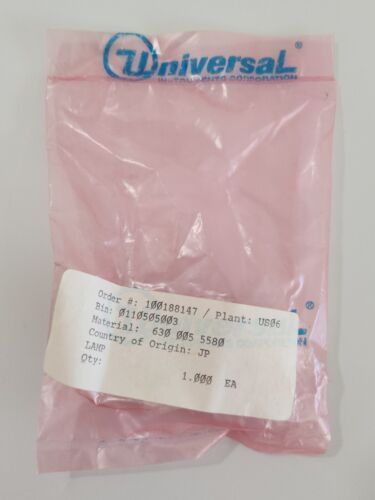 Universal®
INSTRUMENTS CORPORATION
Order #: 100188147 / Plant: US06
Bin: 0110505003
Material: 630 005 5580
Country of Origin: JP
LAMP
Qty: 1.000 EA